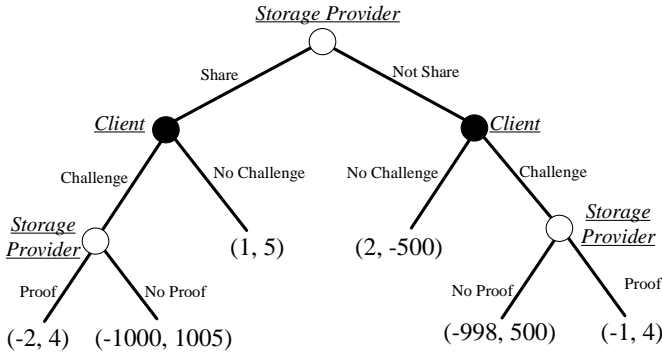 Storage Provider
Share
Not Share
Client
Client
Challenge
No Challenge
No Challenge
Challenge
Storage
Provider
Storage
Provider
(1, 5)
(2, -500)
Proof
No Proof
No Proof
Proof
(-2, 4)
(-1000, 1005)
(-998, 500)
(-1, 4)